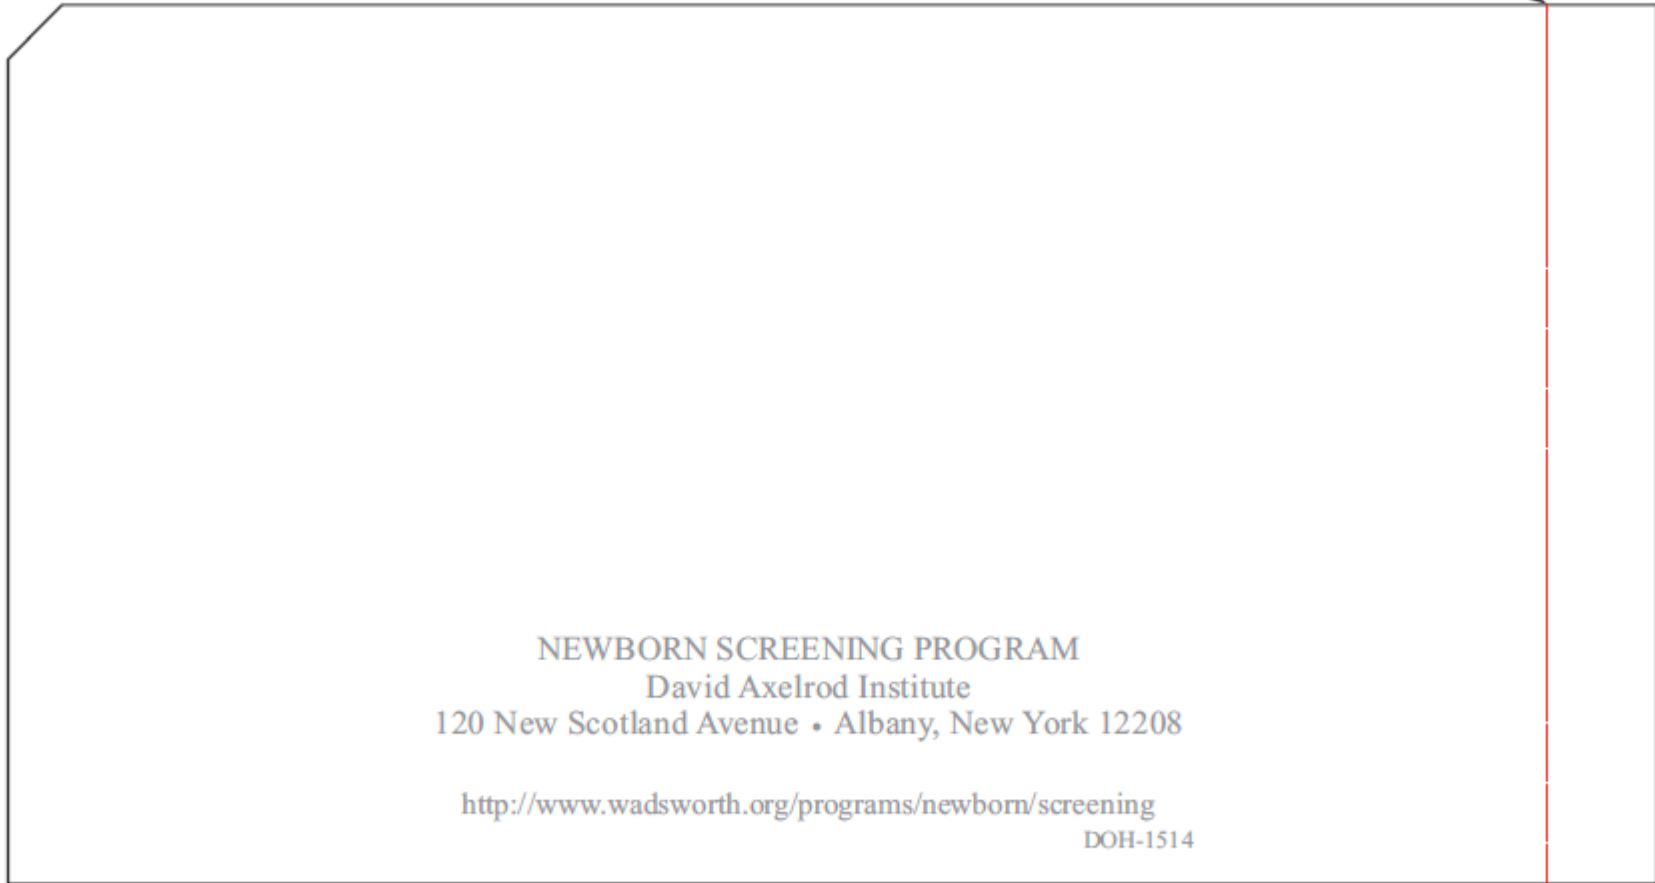 NEWBORN SCREENING PROGRAM
David Axelrod Institute
120 New Scotland Avenue • Albany, New York 12208
http://www.wadsworth.org/programs/newborn/screening
DOH-1514